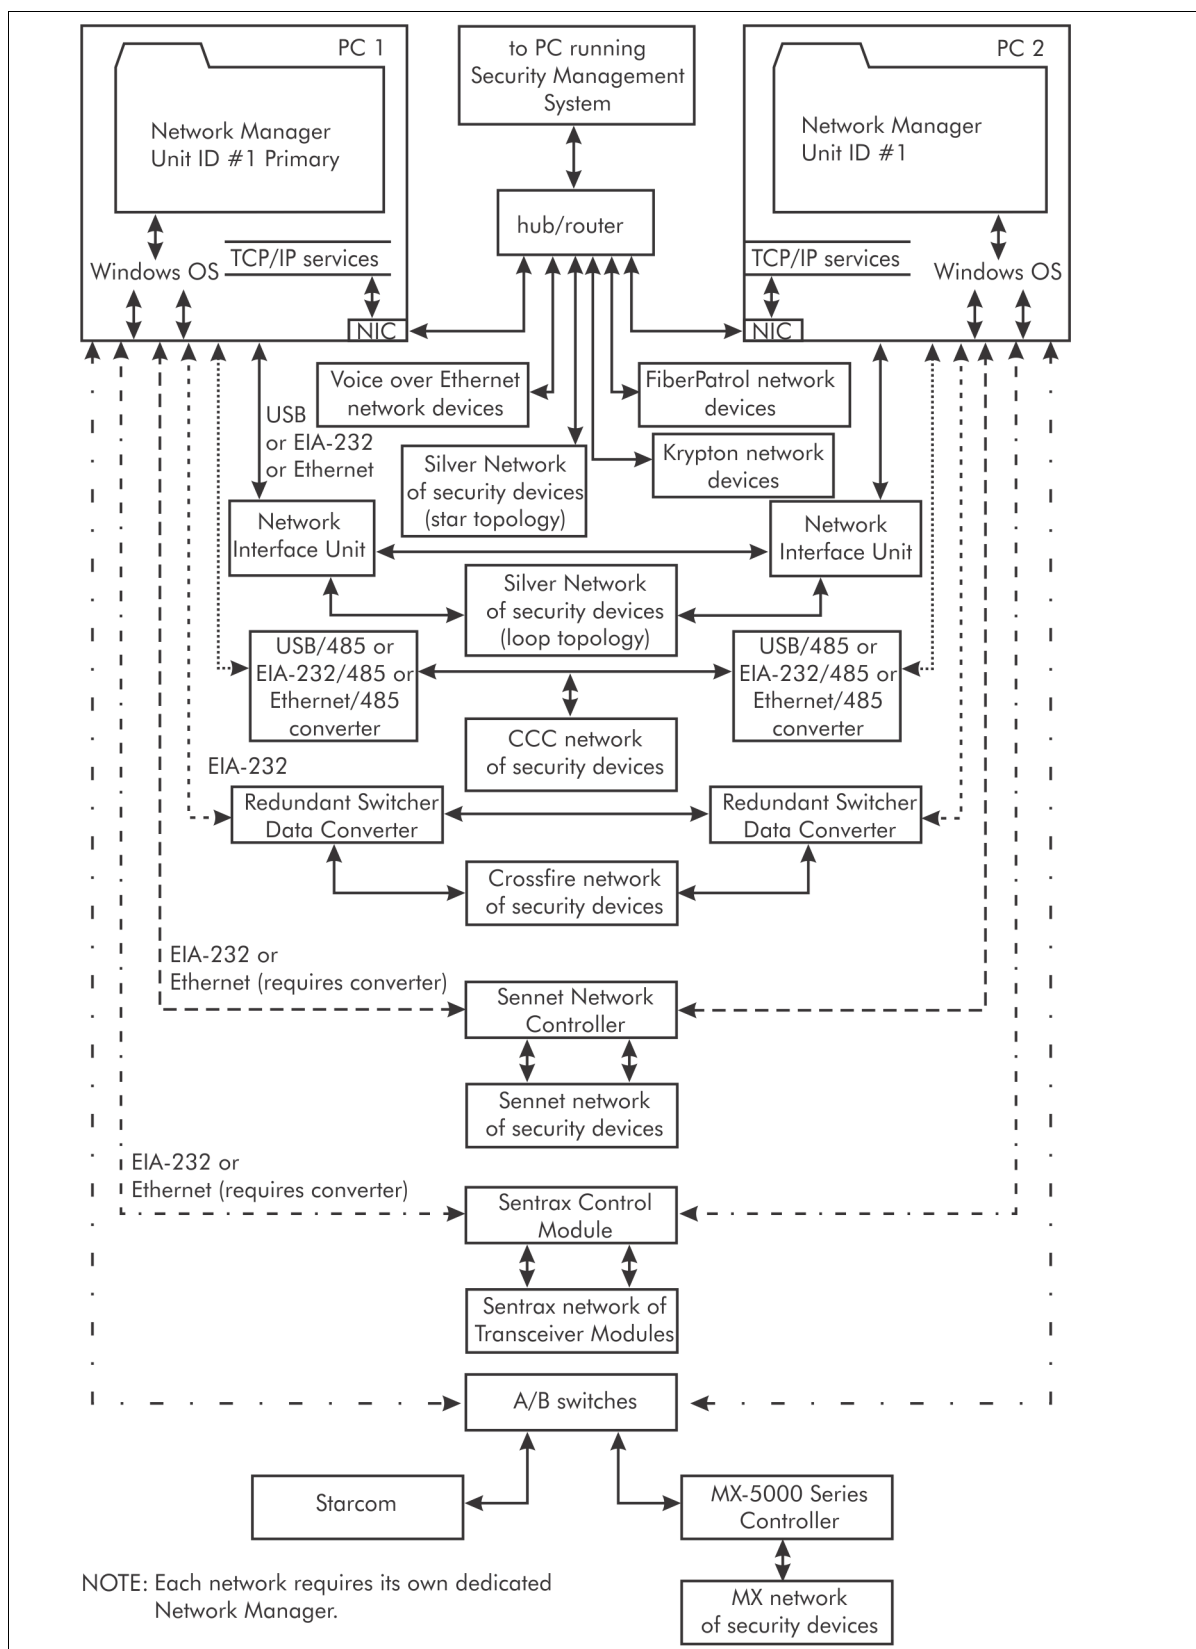 PC 1
Network Manager
Unit ID #1 Primary
Windows OS
TCP/IP services
NIC
to PC running
Security Management
System
hub/router
PC 2
Network Manager
Unit ID #1
TCP/IP services
Windows OS
NIC
Voice over Ethernet
network devices
FiberPatrol network
devices
USB
or EIA-232
or Ethernet
Silver Network
of security devices
(star topology)
Krypton network
devices
Network
Interface Unit
Network
Interface Unit
Silver Network
of security devices
(loop topology)
USB/485 or
EIA-232/485 or
Ethernet/485
converter
USB/485 or
EIA-232/485 or
Ethernet/485
converter
CCC network
of security devices
EIA-232
Redundant Switcher
Data Converter
Redundant Switcher
Data Converter
Crossfire network
of security devices
EIA-232 or
Ethernet (requires converter)
Sennet Network
Controller
Sennet network
of security devices
EIA-232 or
Ethernet (requires converter)
Sentrax Control
Module
Sentrax network of
Transceiver Modules
A/B switches
Starcom
MX-5000 Series
Controller
MX network
of security devices
NOTE: Each network requires its own dedicated
Network Manager.